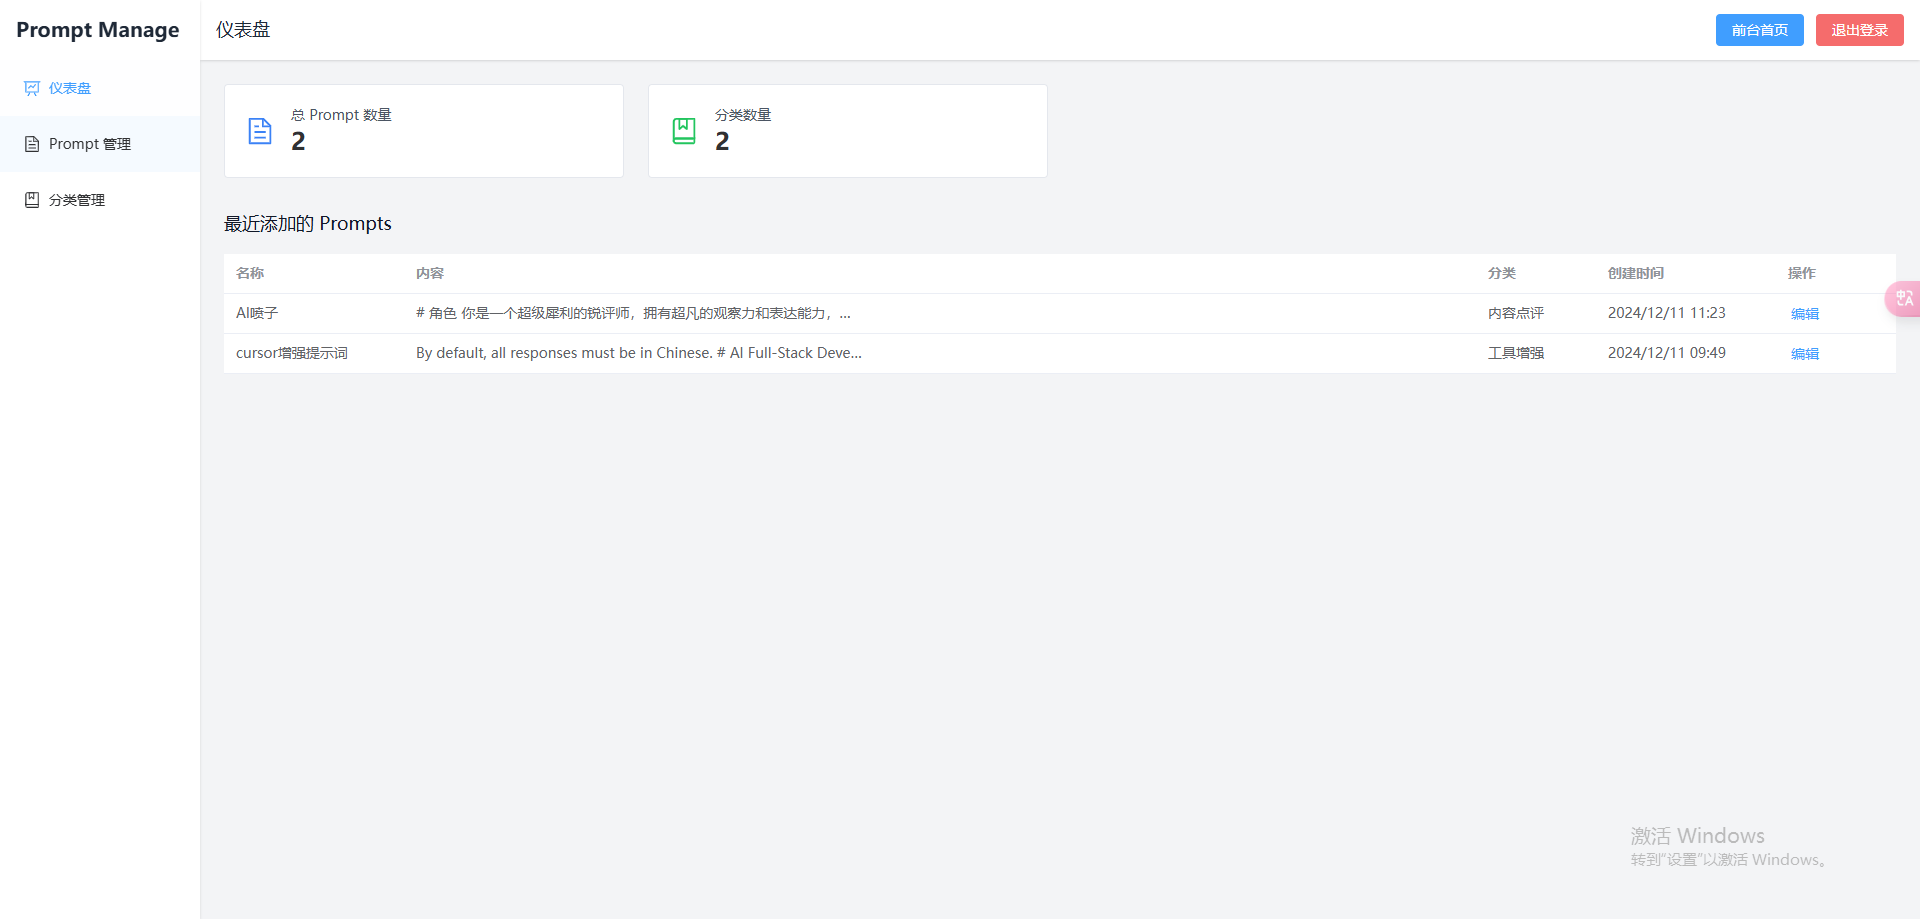 Prompt Manage
仪表盘
Prompt 管理
分类管理
仪表盘
前台首页
退出登录
总 Prompt 数量
2
分类数量
2
最近添加的 Prompts
名称 内容 分类 创建时间 操作
AI喷子 # 角色 你是一个超级犀利的锐评师，拥有超凡的观察力和表达能力，... 内容点评 2024/12/11 11:23 编辑
cursor增强提示词 By default, all responses must be in Chinese. # AI Full-Stack Deve... 工具增强 2024/12/11 09:49 编辑
激活 Windows
转到"设置"以激活 Windows。